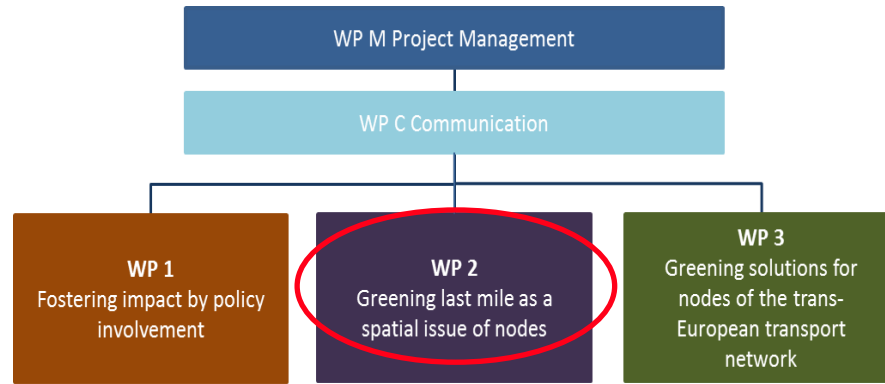 WP M Project Management
WP C Communication
WP 1
Fostering impact by policy
involvement
WP 2
Greening last mile as a
spatial issue of nodes
WP 3
Greening solutions for
nodes of the trans-
European transport
network